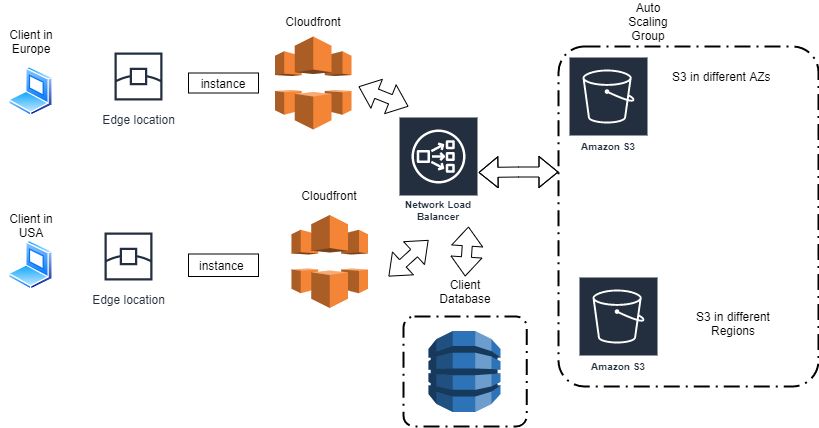 Client in
Europe
Edge location
instance
Cloudfront
Auto
Scaling
Group
Amazon S3
S3 in different AZs
Network Load
Balancer
Client in
USA
Edge location
instance
Cloudfront
Client
Database
Amazon S3
S3 in different
Regions